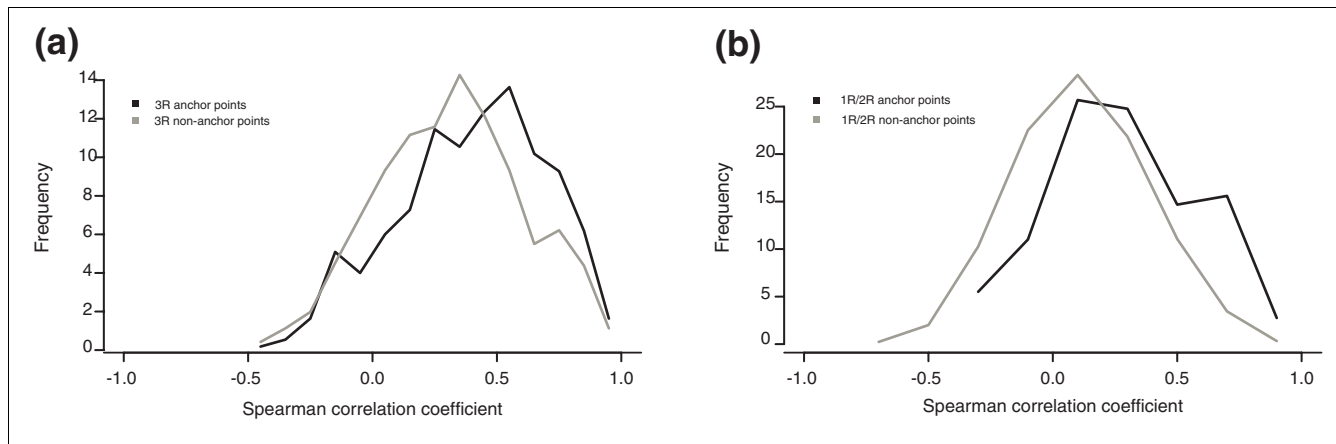 (a)
14
12
10
8
6
4
2
0
Frequency
3R anchor points
3R non-anchor points
-1.0 -0.5 0.0 0.5 1.0
Spearman correlation coefficient
(b)
25
20
15
10
5
0
Frequency
1R/2R anchor points
1R/2R non-anchor points
-1.0 -0.5 0.0 0.5 1.0
Spearman correlation coefficient